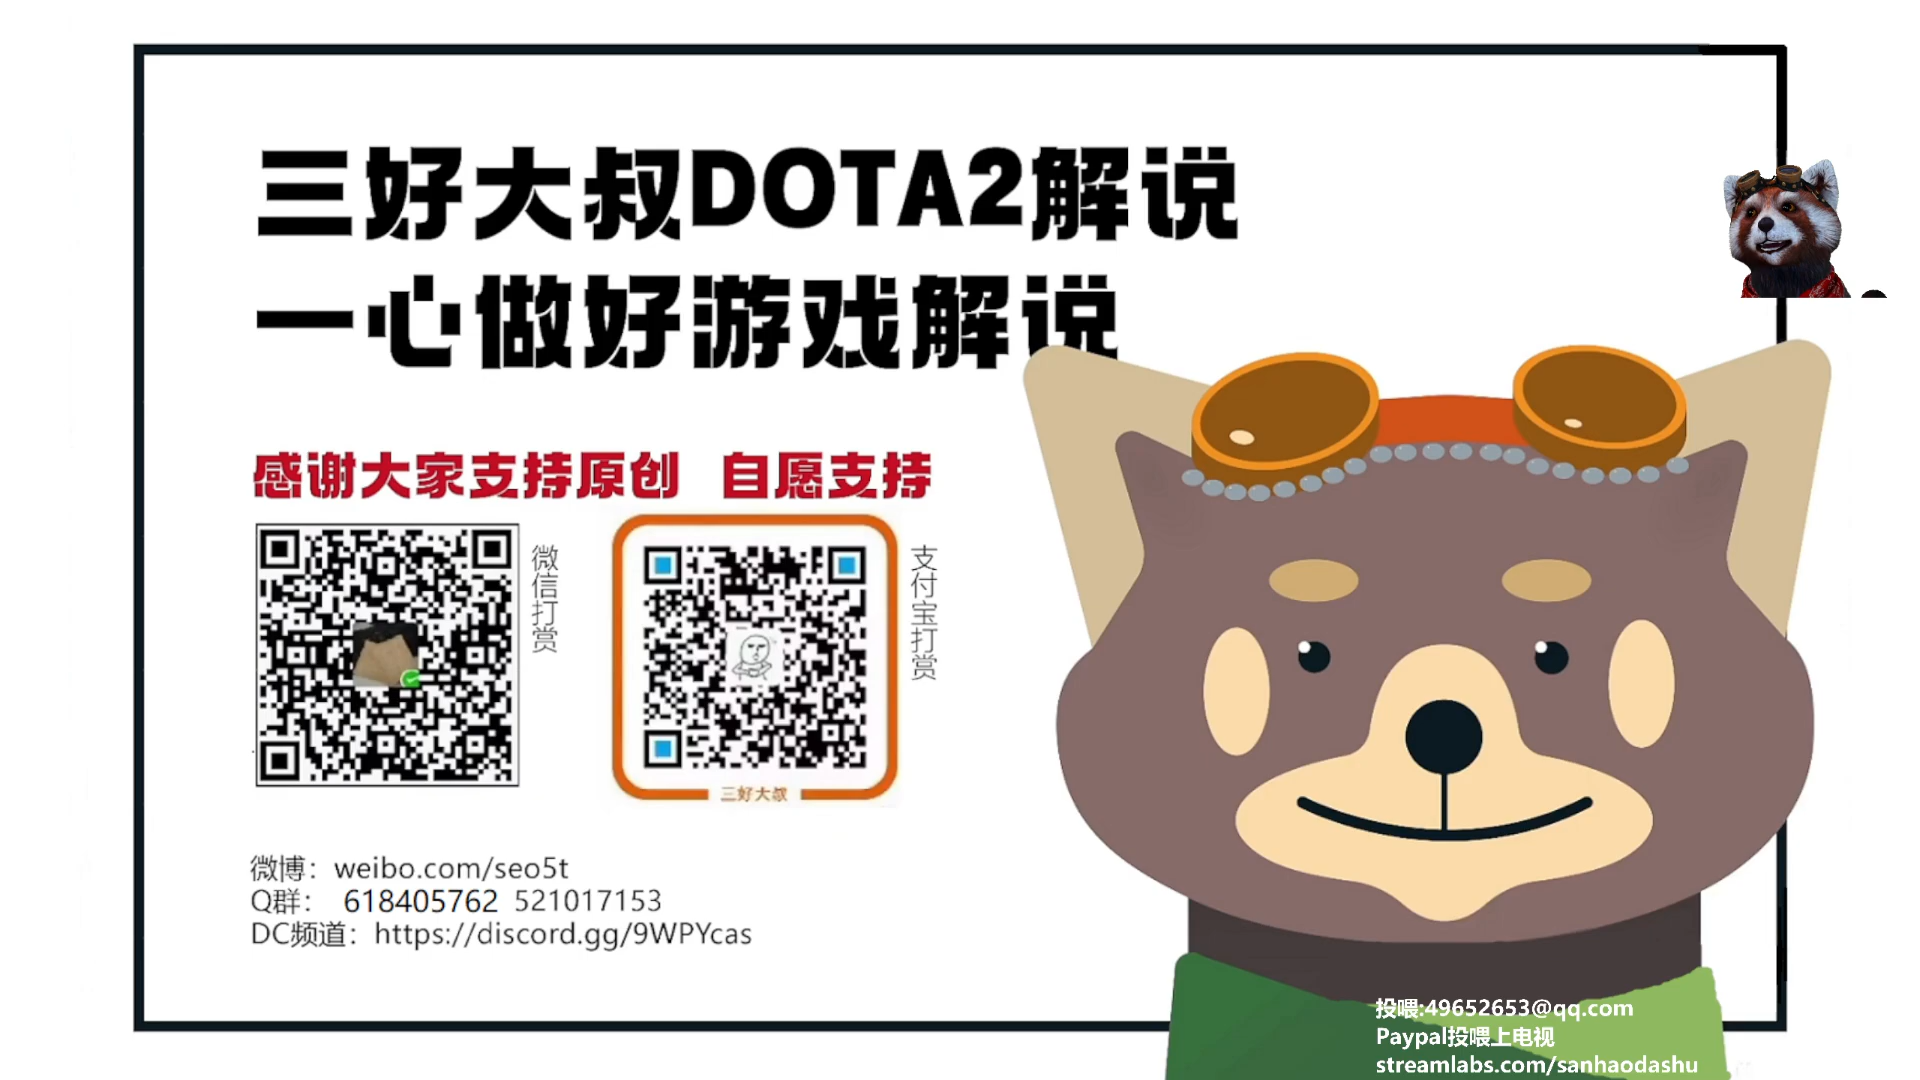 三好大叔DOTA2解说
一心做好游戏解说
感谢大家支持原创 自愿支持
微信打赏
支付宝打赏
三好大叔
微博：weibo.com/seo5t
Q群： 618405762 521017153
DC频道：https://discord.gg/9WPYcas
投喂:49652653@qq.com
Paypal投喂上电视
streamlabs.com/sanhaodashu